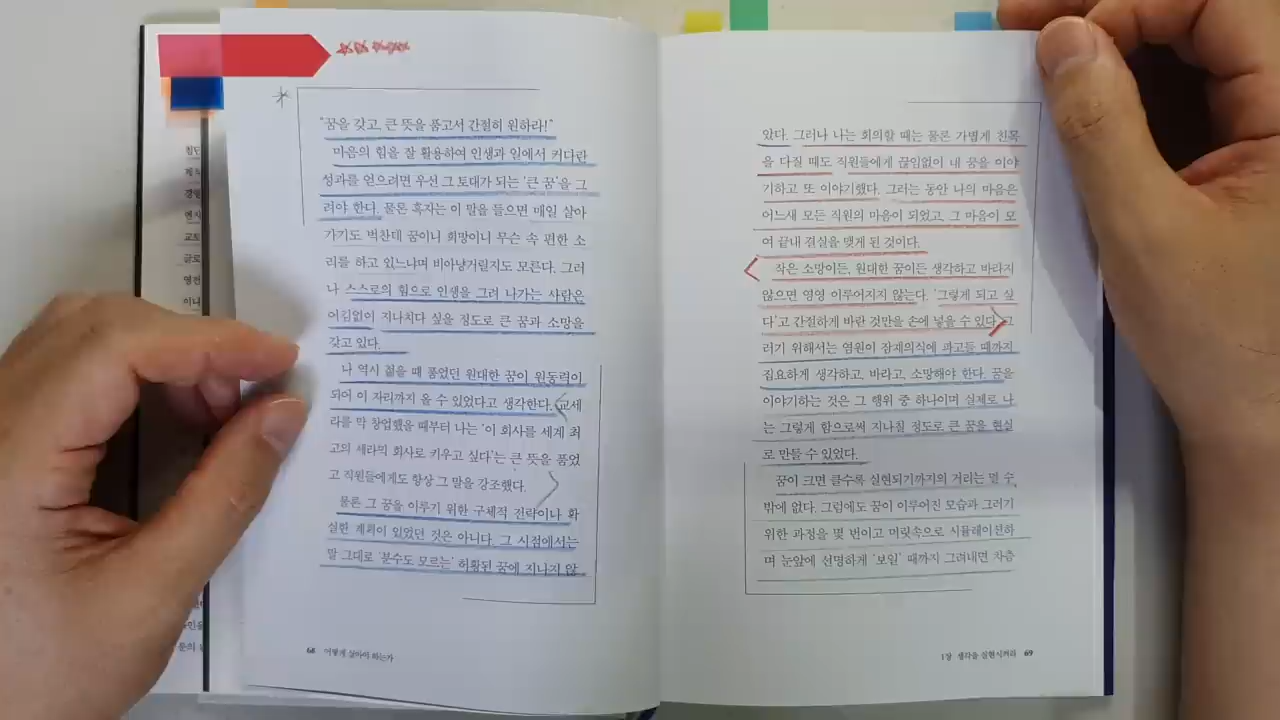 "꿈을 갖고, 큰 뜻을 품고서 간절히 원하라!"
마음의 힘을 잘 활용하여 인생과 일에서 커다란
성과를 얻으려면 우선 그 토대가 되는 '큰 꿈'을 그
려야 한다. 물론 혹자는 이 말을 들으면 매일 살아
가기도 벅찬데 꿈이니 희망이니 무슨 속 편한 소
리를 하고 있느냐며 비아냥거릴지도 모른다. 그러
나 스스로의 힘으로 인생을 그려 나가는 사람은
어김없이 지나치다 싶을 정도로 큰 꿈과 소망을
갖고 있다.
나 역시 젊을 때 품었던 원대한 꿈이 원동력이
되어 이 자리까지 올 수 있었다고 생각한다. 교세
라를 막 창업했을 때부터 나는 '이 회사를 세계 최
고의 세라믹 회사로 키우고 싶다'는 큰 뜻을 품었
고 직원들에게도 항상 그 말을 강조했다.
물론 그 꿈을 이루기 위한 구체적 전략이나 확
실한 계획이 있었던 것은 아니다. 그 시점에서는
말 그대로 '분수도 모르는' 허황된 꿈에 지나지 않
68 어떻게 살아야 하는가
았다. 그러나 나는 회의할 때는 물론 가볍게 친목
을 다질 때도 직원들에게 끊임없이 내 꿈을 이야
기하고 또 이야기했다. 그러는 동안 나의 마음은
어느새 모든 직원의 마음이 되었고, 그 마음이 모
여 끝내 결실을 맺게 된 것이다.
작은 소망이든, 원대한 꿈이든 생각하고 바라지
않으면 영영 이루어지지 않는다. '그렇게 되고 싶
다'고 간절하게 바란 것만을 손에 넣을 수 있다. 그
러기 위해서는 염원이 잠재의식에 파고들 때까지
집요하게 생각하고, 바라고, 소망해야 한다. 꿈을
이야기하는 것은 그 행위 중 하나이며 실제로 나
는 그렇게 함으로써 지나칠 정도로 큰 꿈을 현실
로 만들 수 있었다.
꿈이 크면 클수록 실현되기까지의 거리는 멀 수
밖에 없다. 그럼에도 꿈이 이루어진 모습과 그러기
위한 과정을 몇 번이고 머릿속으로 시뮬레이션하
며 눈앞에 선명하게 '보일' 때까지 그려내면 차츰
1장 생각을 실현시켜라 69